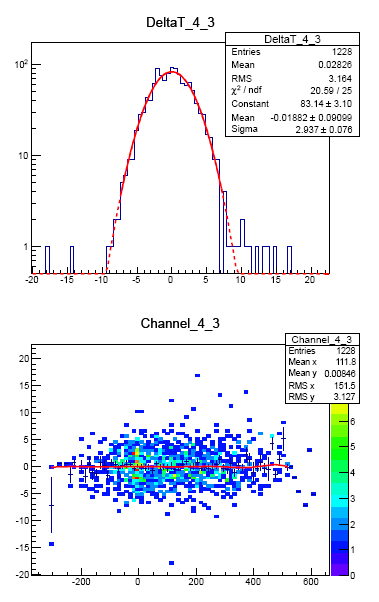 DeltaT_4_3
DeltaT_4_3
Entries 1228
Mean 0.02826
RMS 3.164
χ² / ndf 20.59 / 25
Constant 83.14 ± 3.10
Mean -0.01882 ± 0.09099
Sigma 2.937 ± 0.076
10²
10
1
-20 -15 -10 -5 0 5 10 15 20
Channel_4_3
Channel_4_3
Entries 1228
Mean x 111.8
Mean y 0.00846
RMS x 151.5
RMS y 3.127
20
15
10
5
0
-5
-10
-15
-20
6
5
4
3
2
1
0
-200 0 200 400 600